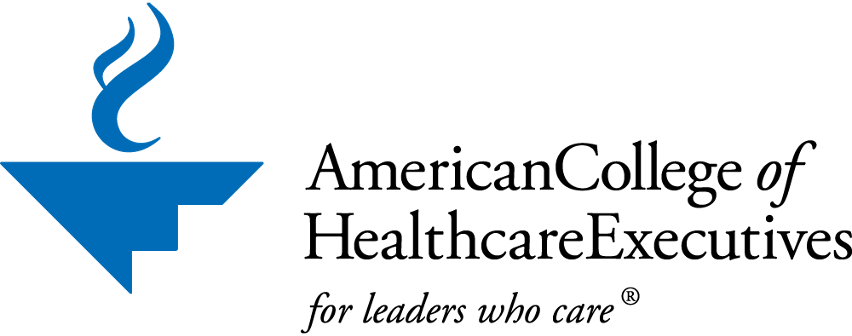 AmericanCollege of
HealthcareExecutives
for leaders who care®